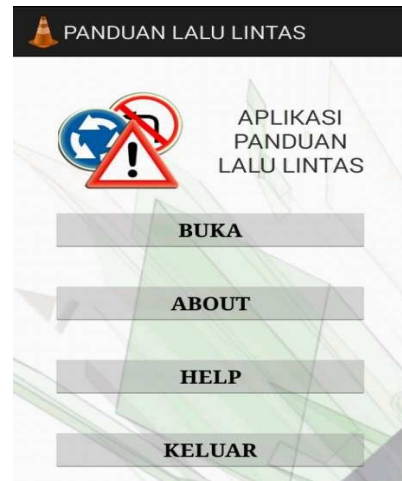 PANDUAN LALU LINTAS
APLIKASI
PANDUAN
LALU LINTAS
BUKA
ABOUT
HELP
KELUAR